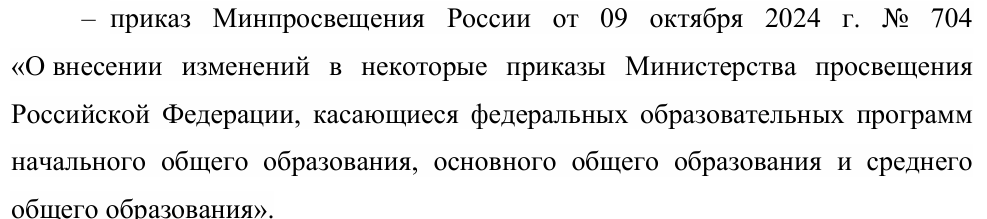 – приказ Минпросвещения России от 09 октября 2024 г. № 704
«О внесении изменений в некоторые приказы Министерства просвещения
Российской Федерации, касающиеся федеральных образовательных программ
начального общего образования, основного общего образования и среднего
общего образования».